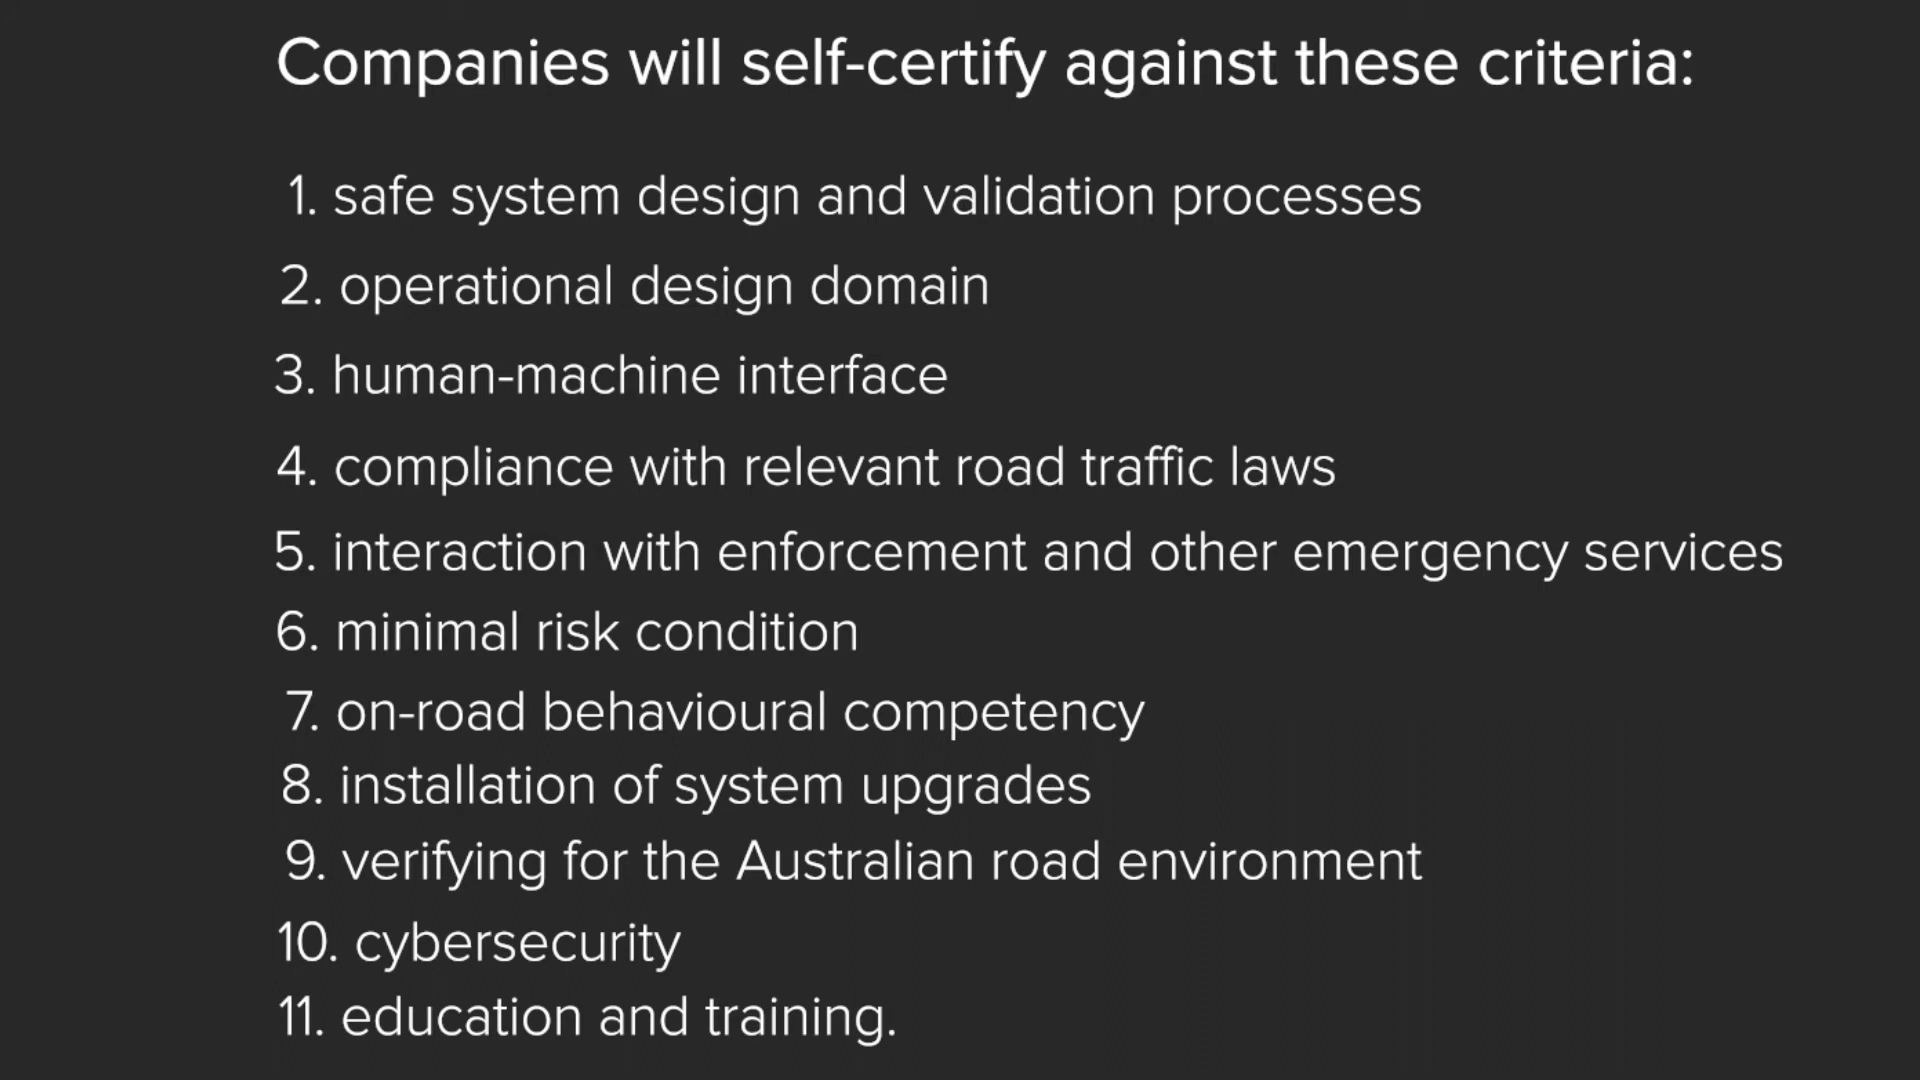 Companies will self-certify against these criteria:
1. safe system design and validation processes
2. operational design domain
3. human-machine interface
4. compliance with relevant road traffic laws
5. interaction with enforcement and other emergency services
6. minimal risk condition
7. on-road behavioural competency
8. installation of system upgrades
9. verifying for the Australian road environment
10. cybersecurity
11. education and training.